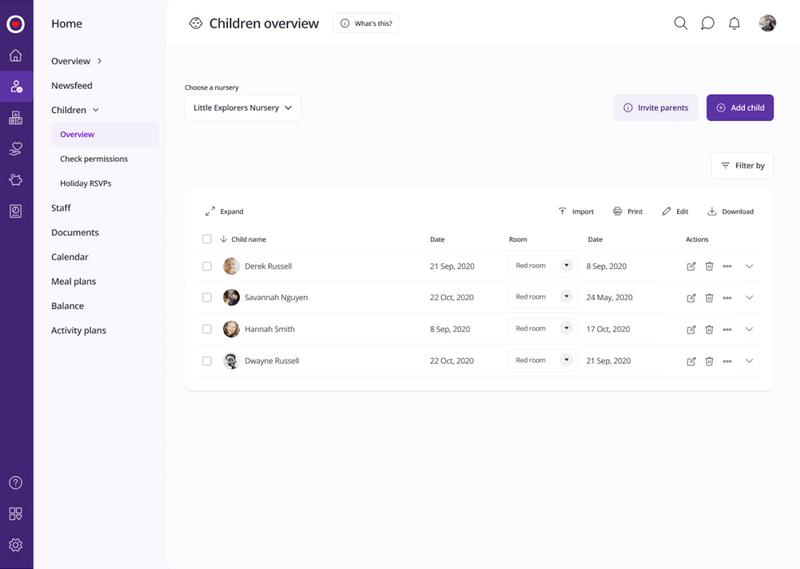 Home
Overview
Newsfeed
Children
Overview
Check permissions
Holiday RSVPs
Staff
Documents
Calendar
Meal plans
Balance
Activity plans
Children overview
What's this?
Choose a nursery
Little Explorers Nursery
Invite parents
Add child
Filter by
Expand
Import
Print
Edit
Download
Child name Date Room Date Actions
Derek Russell 21 Sep, 2020 Red room 8 Sep, 2020
Savannah Nguyen 22 Oct, 2020 Red room 24 May, 2020
Hannah Smith 8 Sep, 2020 Red room 17 Oct, 2020
Dwayne Russell 22 Oct, 2020 Red room 21 Sep, 2020